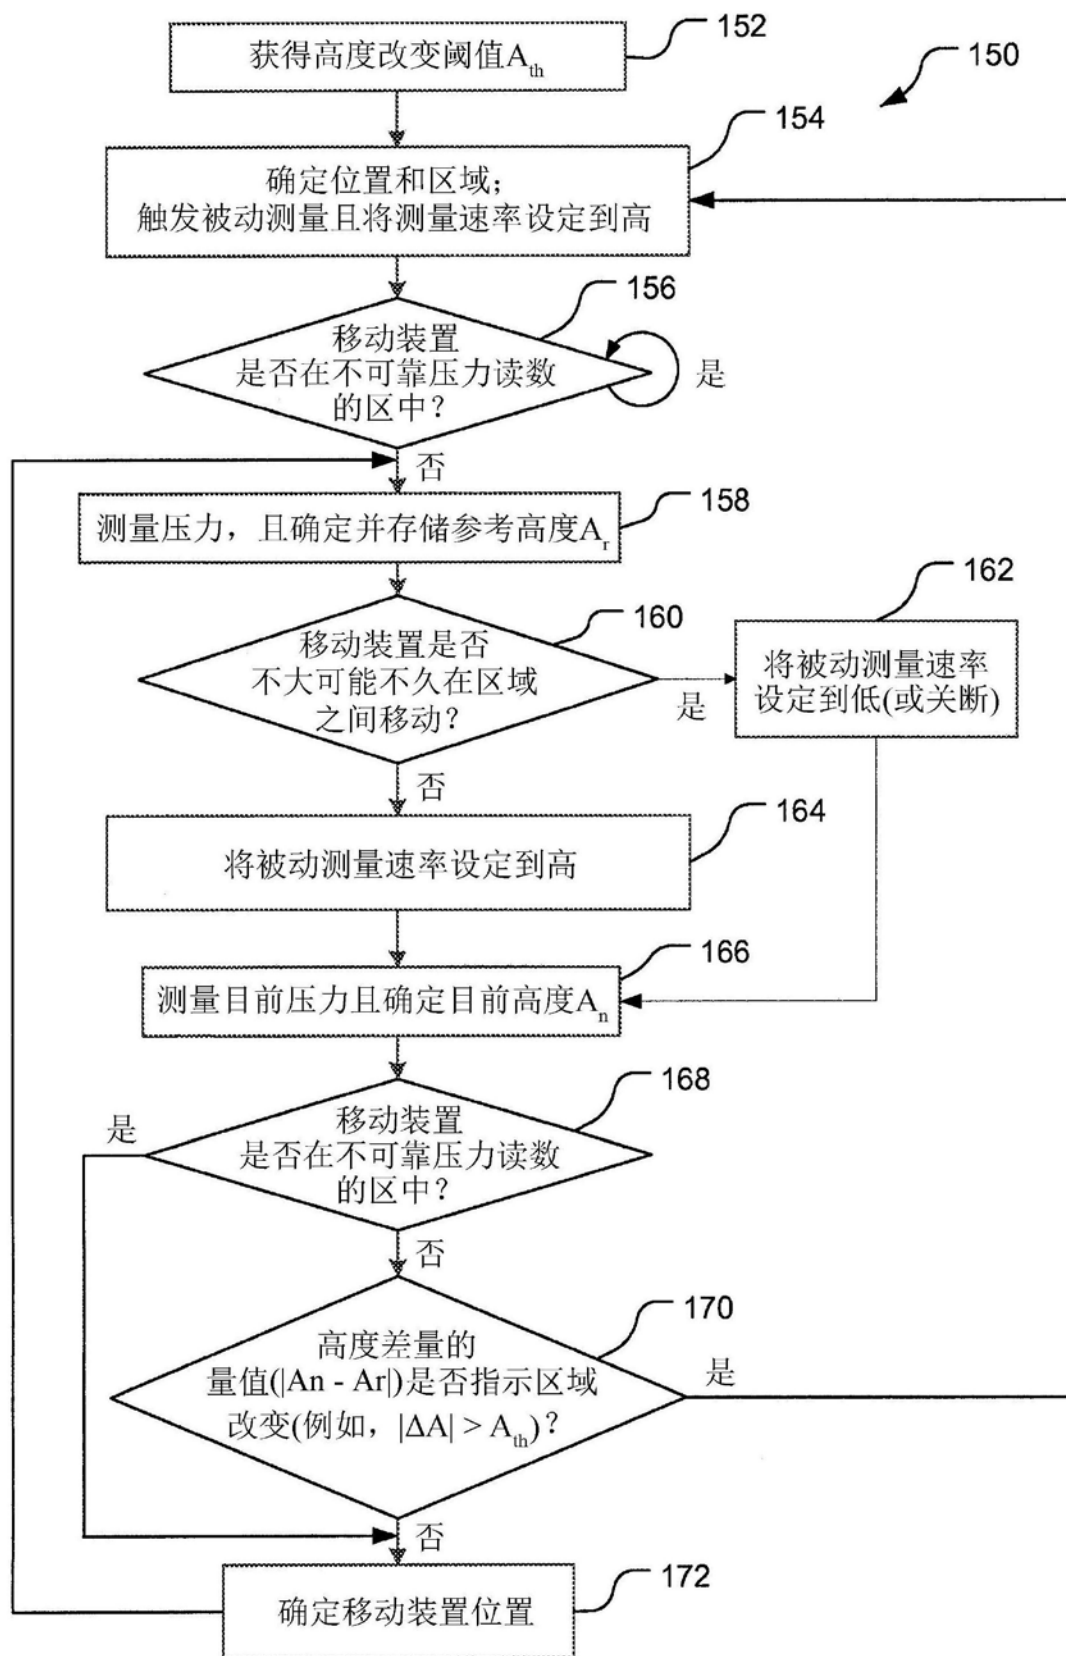 152
获得高度改变阈值Ath
150
154
确定位置和区域;
触发被动测量且将测量速率设定到高
156
移动装置
是否在不可靠压力读数
的区中?
是
否
158
测量压力，且确定并存储参考高度Ar
160
162
移动装置是否
不大可能不久在区域
之间移动?
是
将被动测量速率
设定到低(或关断)
否
164
将被动测量速率设定到高
166
测量目前压力且确定目前高度An
168
移动装置
是否在不可靠压力读数
的区中?
是
否
170
高度差量的
量值(|An - Ar|)是否指示区域
改变(例如，|ΔA| > Ath)?
是
否
172
确定移动装置位置